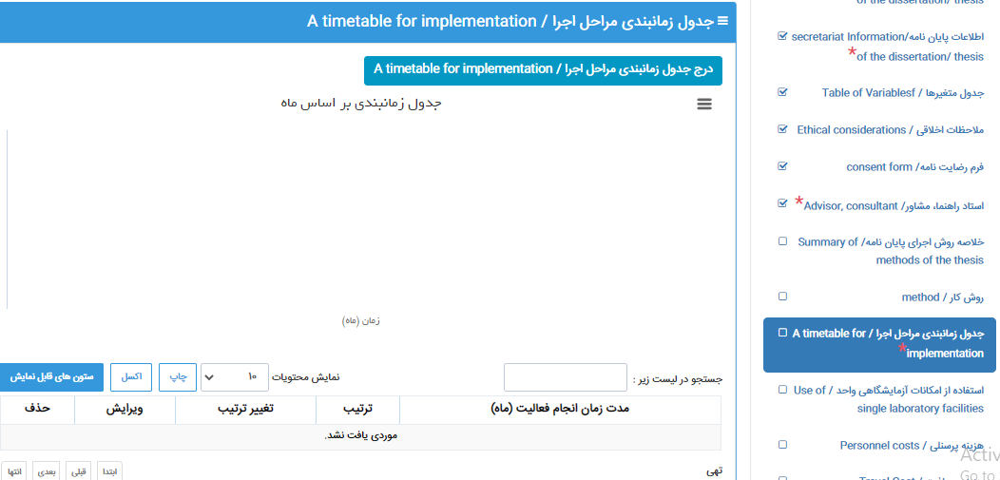 جدول زمانبندی مراحل اجرا / A timetable for implementation
درج جدول زمانبندی مراحل اجرا / A timetable for implementation
جدول زمانبندی بر اساس ماه
زمان (ماه)
جستجو در لیست زیر :
نمایش محتویات ۱۰
چاپ
اکسل
ستون های قابل نمایش
مدت زمان انجام فعالیت (ماه) ترتیب تغییر ترتیب ویرایش حذف
موردی یافت نشد.
تهی
ابتدا قبلی بعدی انتها
of the dissertation/ thesis
اطلاعات پایان نامه/secretariat Information
of the dissertation/ thesis*
جدول متغیرها / Table of Variablesf
ملاحظات اخلاقی / Ethical considerations
فرم رضایت نامه/ consent form
استاد راهنما، مشاور/ Advisor, consultant*
خلاصه روش اجرای پایان نامه/ Summary of
methods of the thesis
روش کار / method
جدول زمانبندی مراحل اجرا / A timetable for
implementation*
استفاده از امکانات آزمایشگاهی واحد / Use of
single laboratory facilities
هزینه پرسنلی / Personnel costs
Activ
Go to